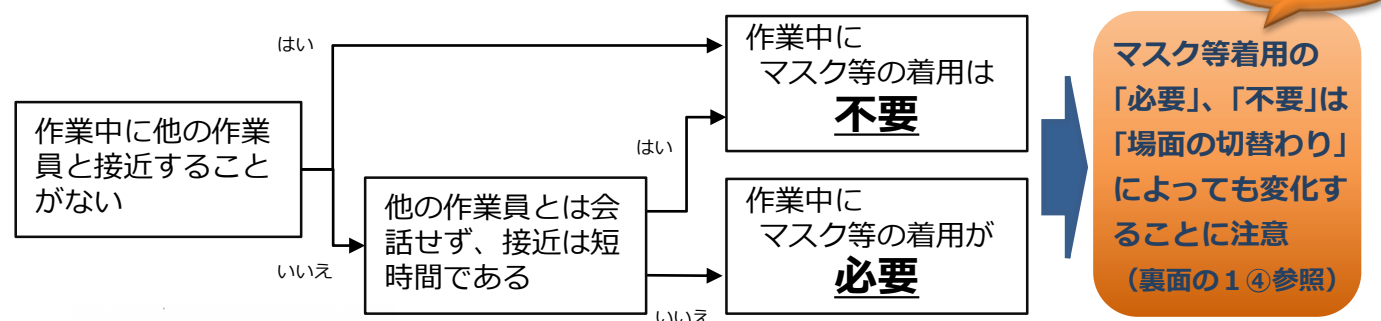 はい
作業中に他の作業
員と接近すること
がない
いいえ
他の作業員とは会
話せず、接近は短
時間である
はい
いいえ
作業中に
マスク等の着用は
不要
作業中に
マスク等の着用が
必要
マスク等着用の
「必要」、「不要」は
「場面の切替わり」
によっても変化す
ることに注意
（裏面の１④参照）